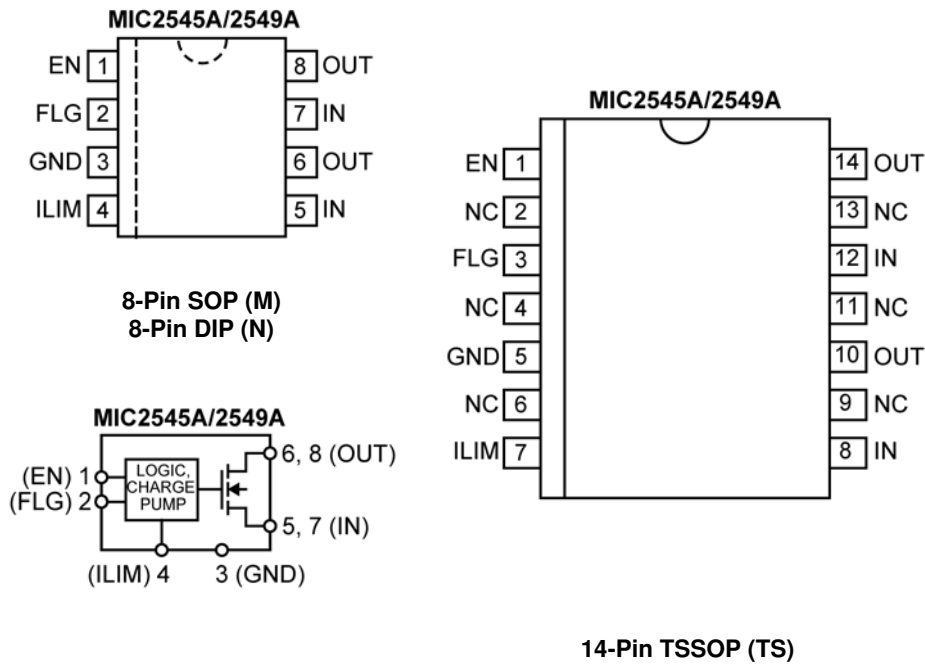 MIC2545A/2549A
EN 1 8 OUT
FLG 2 7 IN
GND 3 6 OUT
ILIM 4 5 IN
8-Pin SOP (M)
8-Pin DIP (N)
MIC2545A/2549A
(EN) 1
(FLG) 2
LOGIC,
CHARGE
PUMP
6, 8 (OUT)
5, 7 (IN)
(ILIM) 4 3 (GND)
MIC2545A/2549A
EN 1 14 OUT
NC 2 13 NC
FLG 3 12 IN
NC 4 11 NC
GND 5 10 OUT
NC 6 9 NC
ILIM 7 8 IN
14-Pin TSSOP (TS)